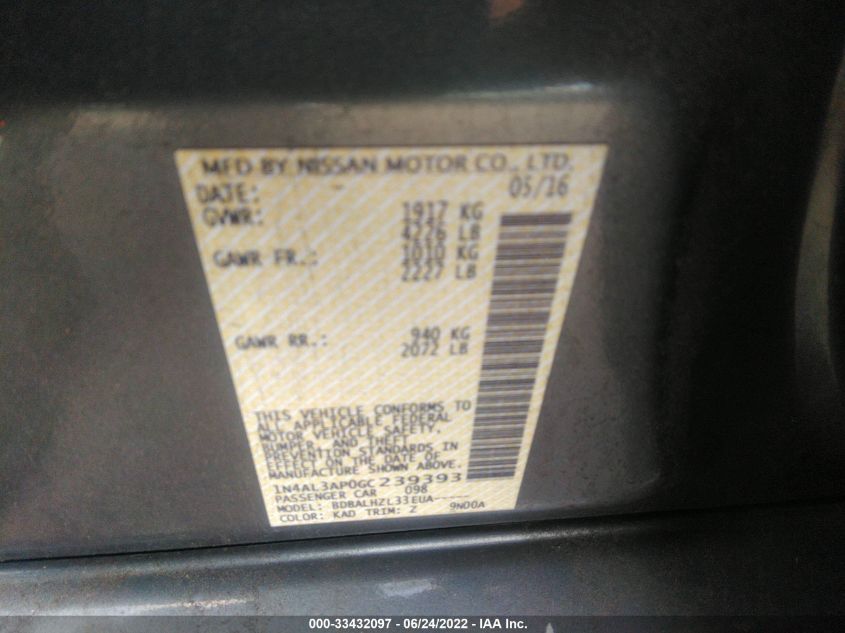 MFD BY NISSAN MOTOR CO., LTD.
DATE: 05/16
GVWR: 1917 KG
4226 LB
GAWR FR.: 1010 KG
2227 LB
GAWR RR.: 940 KG
2072 LB
THIS VEHICLE CONFORMS TO
ALL APPLICABLE FEDERAL
MOTOR VEHICLE SAFETY,
BUMPER, AND THEFT
PREVENTION STANDARDS IN
EFFECT ON THE DATE OF
MANUFACTURE SHOWN ABOVE.
1N4AL3AP0GC239393
PASSENGER CAR 098
MODEL: BDBALHZL33EUA-----
COLOR: KAD TRIM: Z 9N00A
000-33432097 - 06/24/2022 - IAA Inc.